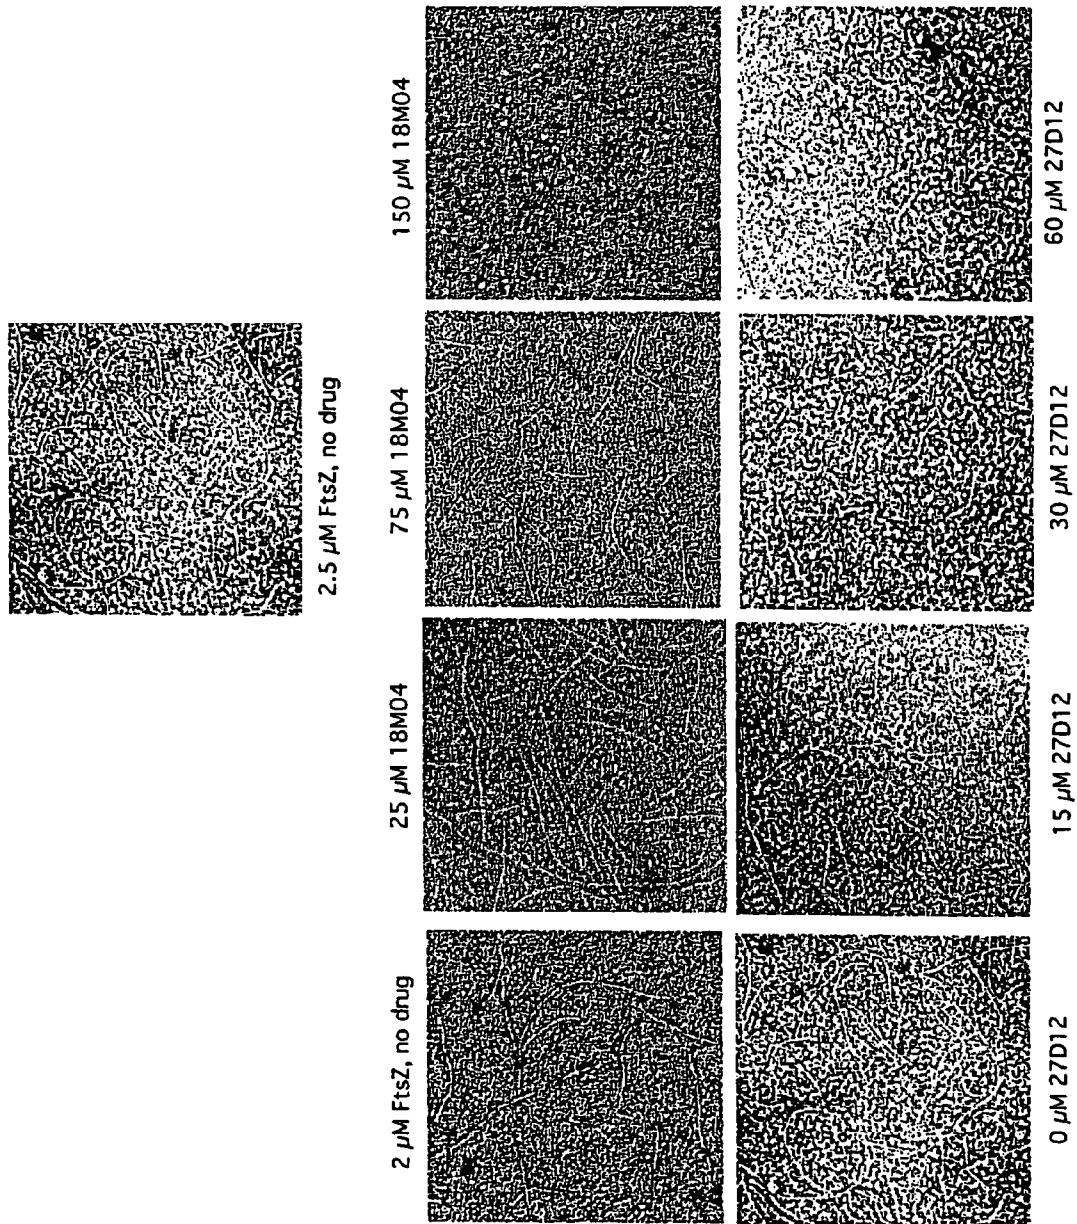 2.5 µM FtsZ, no drug
2 µM FtsZ, no drug
25 µM 18M04
75 µM 18M04
150 µM 18M04
0 µM 27D12
15 µM 27D12
30 µM 27D12
60 µM 27D12